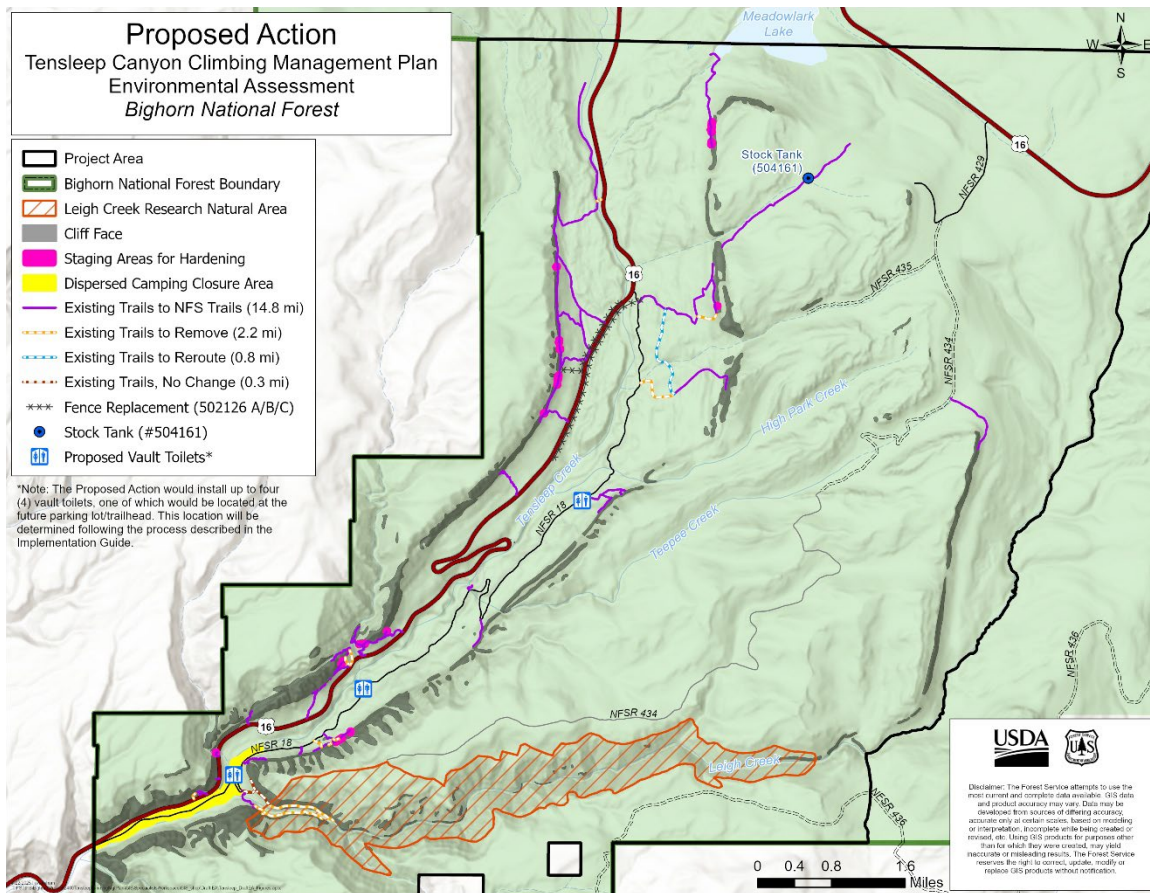 Proposed Action
Tensleep Canyon Climbing Management Plan
Environmental Assessment
Bighorn National Forest
Project Area
Bighorn National Forest Boundary
Leigh Creek Research Natural Area
Cliff Face
Staging Areas for Hardening
Dispersed Camping Closure Area
Existing Trails to NFS Trails (14.8 mi)
Existing Trails to Remove (2.2 mi)
Existing Trails to Reroute (0.8 mi)
Existing Trails, No Change (0.3 mi)
Fence Replacement (502126 A/B/C)
Stock Tank (#504161)
Proposed Vault Toilets*
*Note: The Proposed Action would install up to four
(4) vault toilets, one of which would be located at the
future parking lot/trailhead. This location will be
determined following the process described in the
Implementation Guide.
Meadowlark
Lake
N
W E
S
16
Stock Tank
(504161)
NFSR 429
16
NFSR 435
NFSR 434
High Park Creek
Tensleep Creek
NFSR 18
Teepee Creek
NFSR 436
16
NFSR 18
NFSR 434
Leigh Creek
NFSR 436
USDA
FOREST SERVICE
U S
DEPARTMENT OF AGRICULTURE
Disclaimer: The Forest Service attempts to use the
most current and complete data available. GIS data
and product accuracy may vary. Data may be
developed from sources of differing accuracy,
accurate only at certain scales, based on modeling
or interpretation, incomplete while being created or
revised, etc. Using GIS products for purposes other
than for which they were created, may yield
inaccurate or misleading results. The Forest Service
reserves the right to correct, update, modify or
replace GIS products without notification.
0 0.4 0.8 1.6
Miles